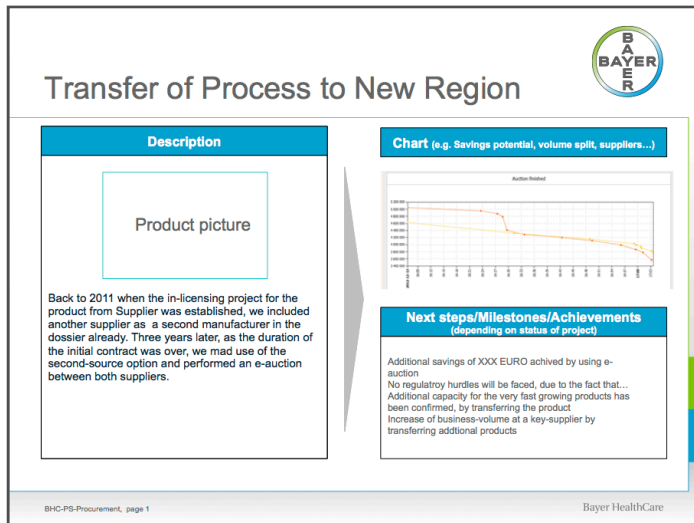 BAYER
BAYER
Transfer of Process to New Region
Description
Product picture
Back to 2011 when the in-licensing project for the
product from Supplier was established, we included
another supplier as a second manufacturer in the
dossier already. Three years later, as the duration of
the initial contract was over, we mad use of the
second-source option and performed an e-auction
between both suppliers.
Chart (e.g. Savings potential, volume split, suppliers…)
Auction finished
Next steps/Milestones/Achievements
(depending on status of project)
Additional savings of XXX EURO achived by using e-
auction
No regulatroy hurdles will be faced, due to the fact that…
Additional capacity for the very fast growing products has
been confirmed, by transferring the product
Increase of business-volume at a key-supplier by
transferring addtional products
BHC-PS-Procurement, page 1
Bayer HealthCare